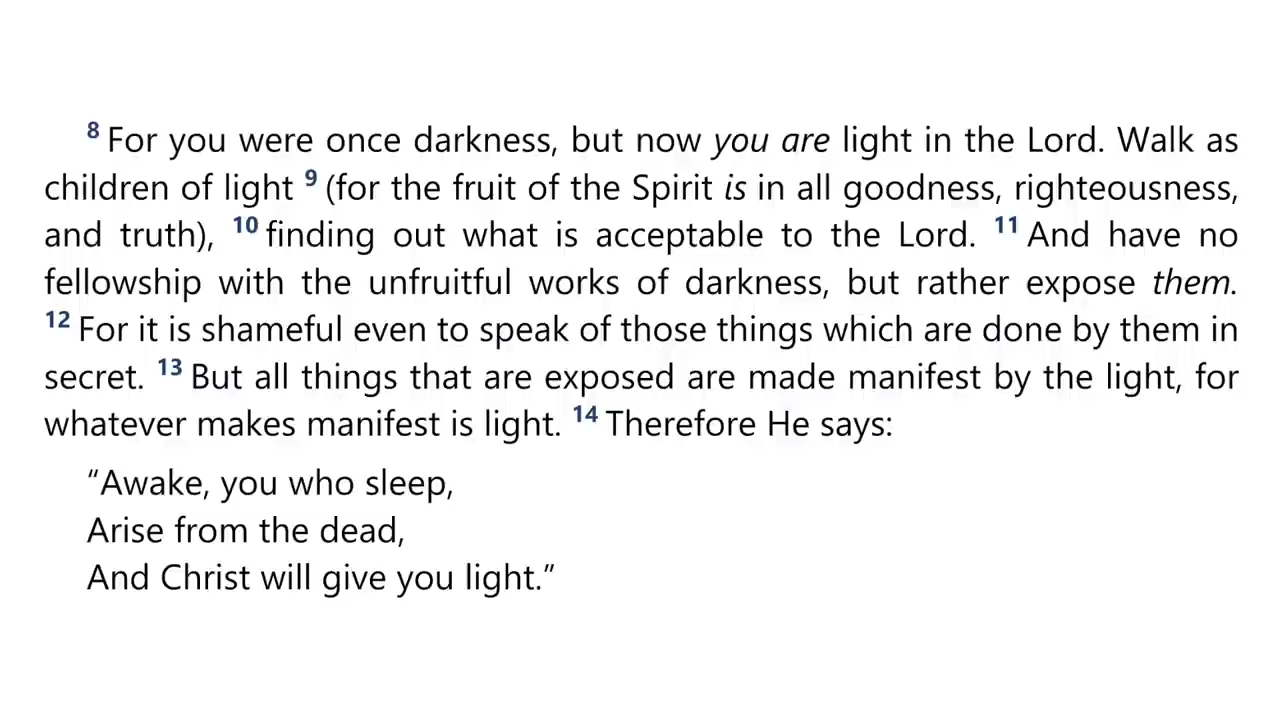 8 For you were once darkness, but now you are light in the Lord. Walk as
children of light 9 (for the fruit of the Spirit is in all goodness, righteousness,
and truth), 10 finding out what is acceptable to the Lord. 11 And have no
fellowship with the unfruitful works of darkness, but rather expose them.
12 For it is shameful even to speak of those things which are done by them in
secret. 13 But all things that are exposed are made manifest by the light, for
whatever makes manifest is light. 14 Therefore He says:
“Awake, you who sleep,
Arise from the dead,
And Christ will give you light.”